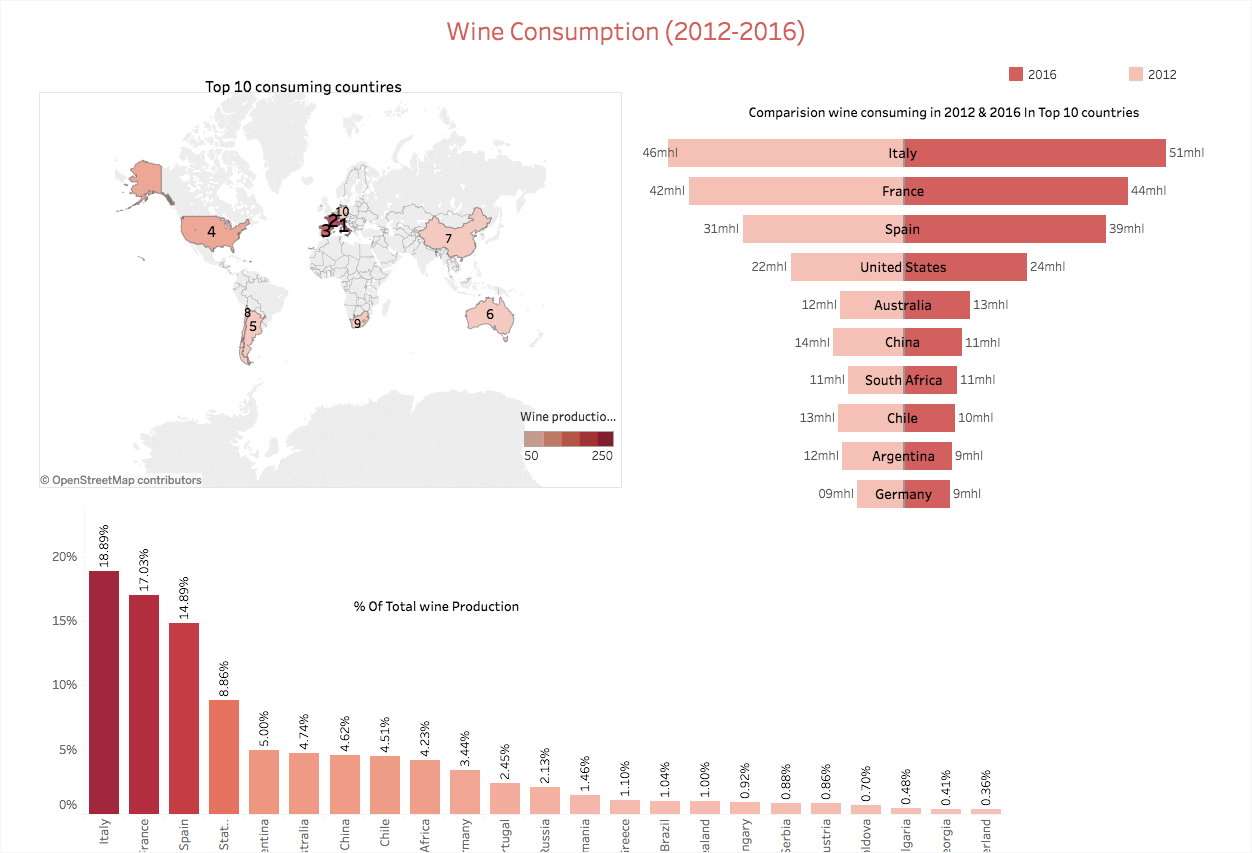 Wine Consumption (2012-2016)
2016
2012
Top 10 consuming countires
4
10
2
1
3
7
8
5
9
6
Wine productio...
50
250
© OpenStreetMap contributors
Comparision wine consuming in 2012 & 2016 In Top 10 countries
46mhl Italy 51mhl
42mhl France 44mhl
31mhl Spain 39mhl
22mhl United States 24mhl
12mhl Australia 13mhl
14mhl China 11mhl
11mhl South Africa 11mhl
13mhl Chile 10mhl
12mhl Argentina 9mhl
09mhl Germany 9mhl
% Of Total wine Production
20%
15%
10%
5%
0%
18.89%
17.03%
14.89%
8.86%
5.00%
4.74%
4.62%
4.51%
4.23%
3.44%
2.45%
2.13%
1.46%
1.10%
1.04%
1.00%
0.92%
0.88%
0.86%
0.70%
0.48%
0.41%
0.36%
Italy
rance
Spain
Stat..
entina
stralia
China
Chile
Africa
rmany
rtugal
Russia
mania
Greece
Brazil
ealand
ngary
Serbia
ustria
oldova
lgaria
eorgia
erland